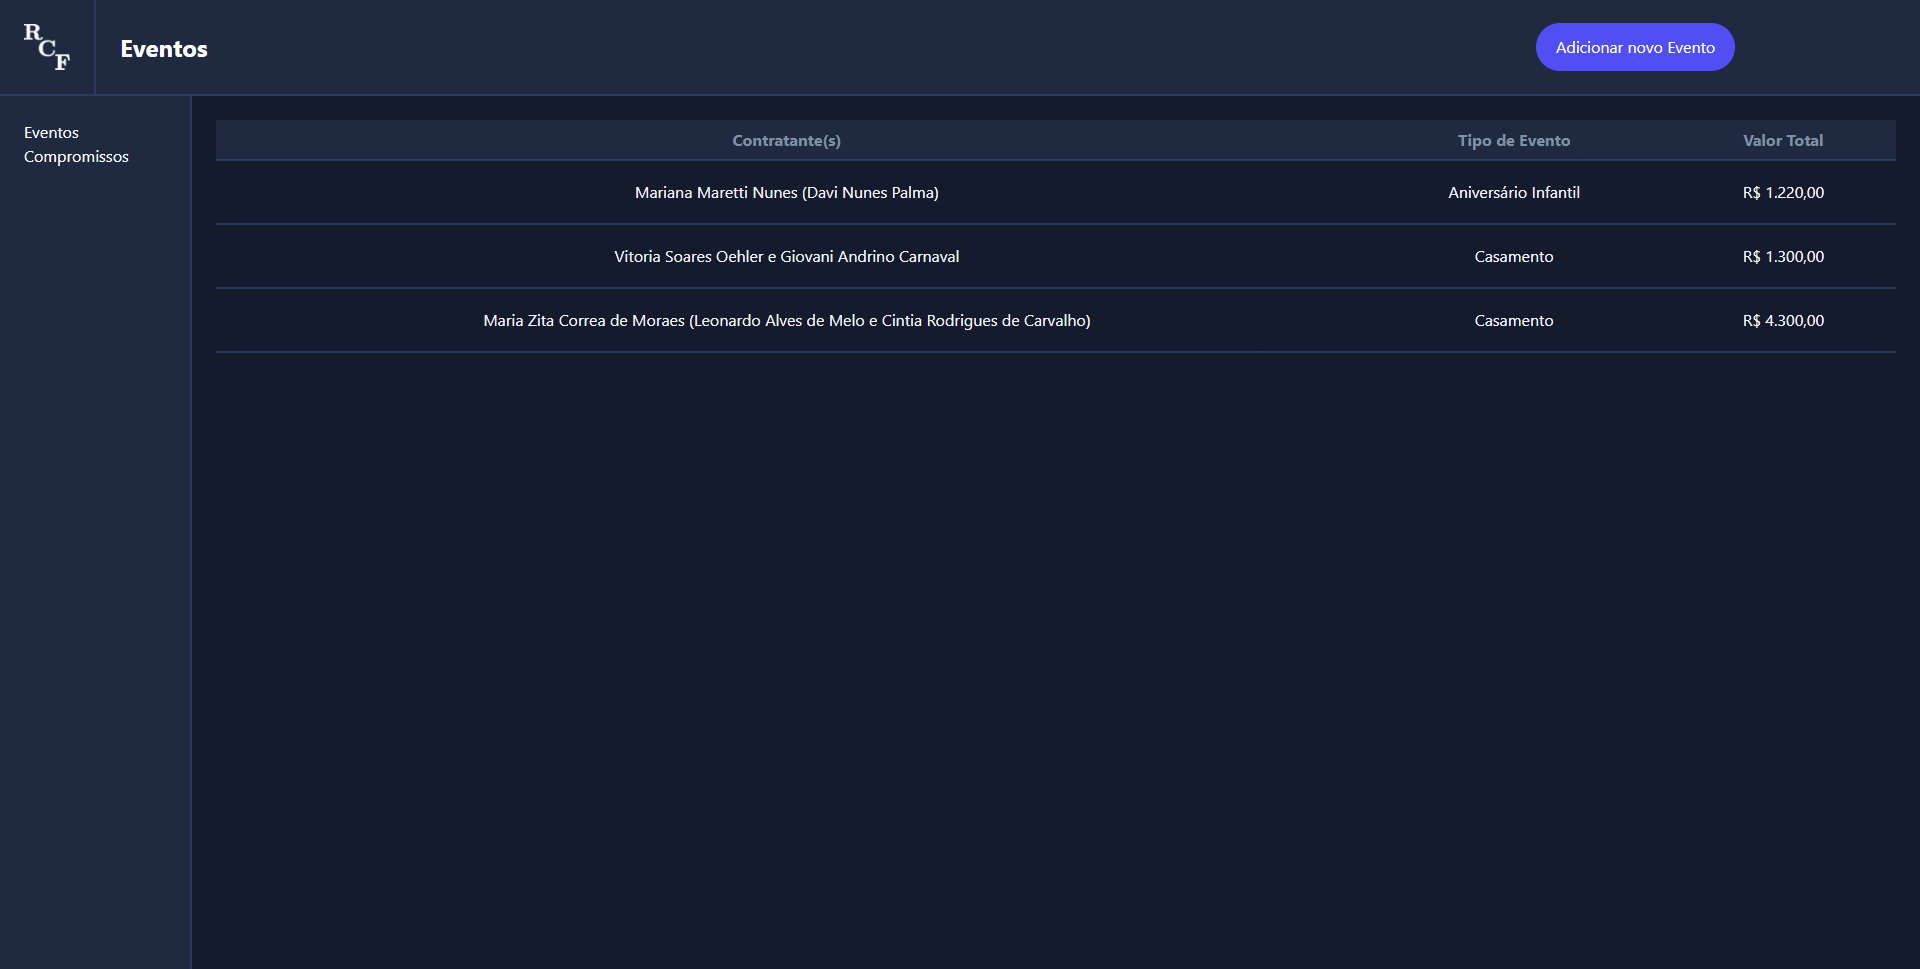 R
C
F
Eventos
Adicionar novo Evento
Eventos
Compromissos
Contratante(s) Tipo de Evento Valor Total
Mariana Maretti Nunes (Davi Nunes Palma) Aniversário Infantil R$ 1.220,00
Vitoria Soares Oehler e Giovani Andrino Carnaval Casamento R$ 1.300,00
Maria Zita Correa de Moraes (Leonardo Alves de Melo e Cintia Rodrigues de Carvalho) Casamento R$ 4.300,00